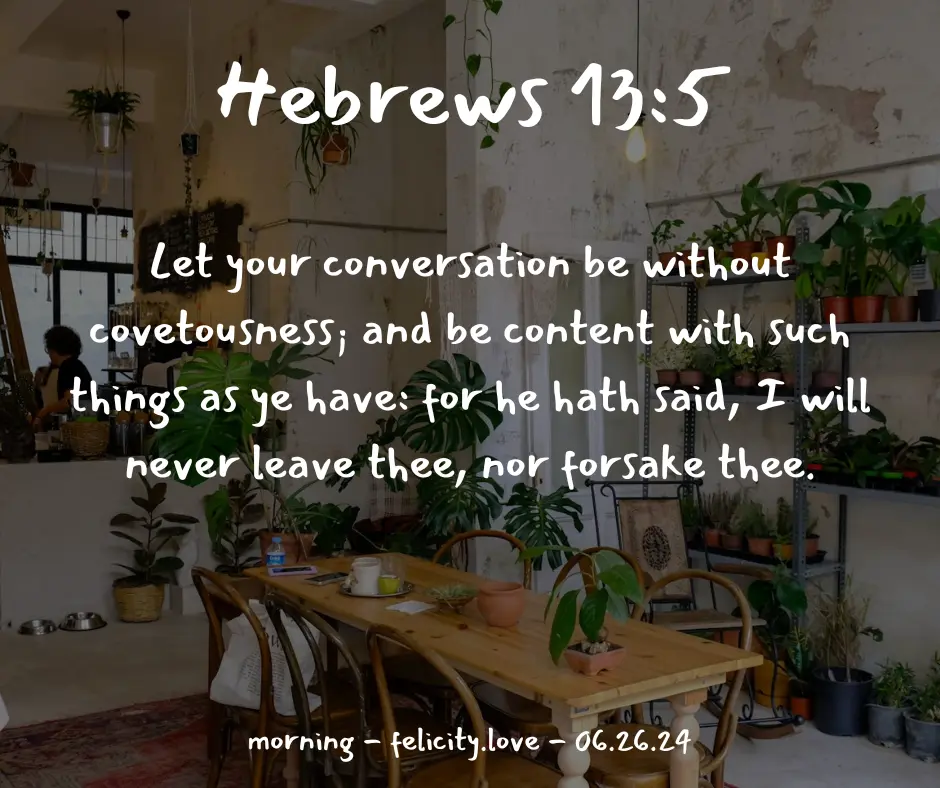 Hebrews 13:5
Let your conversation be without
covetousness; and be content with such
things as ye have: for he hath said, I will
never leave thee, nor forsake thee.
morning - felicity.love - 06.26.24